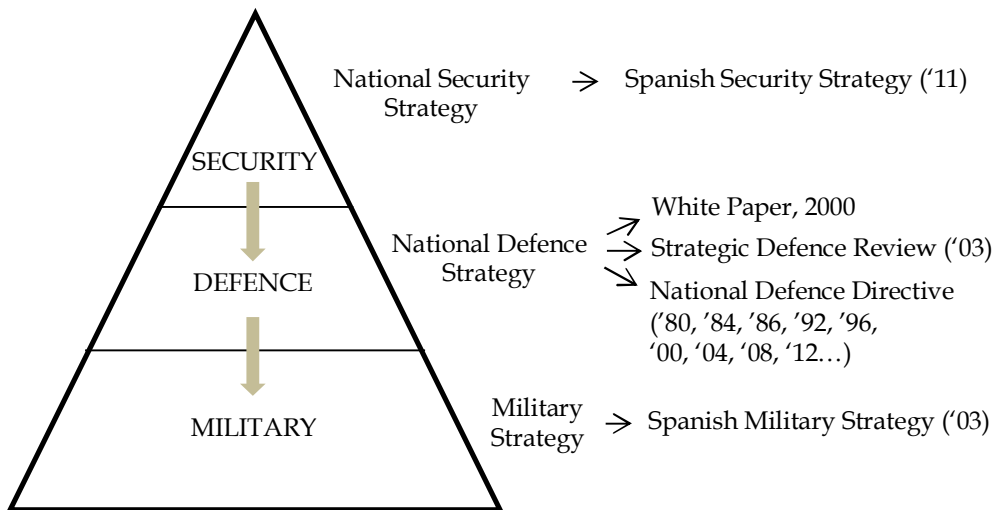 National Security
Strategy
Spanish Security Strategy (‘11)
SECURITY
White Paper, 2000
National Defence
Strategy
Strategic Defence Review (‘03)
DEFENCE
National Defence Directive
(’80, ’84, ’86, ’92, ’96,
‘00, ‘04, ‘08, ‘12…)
Military
Strategy
Spanish Military Strategy (‘03)
MILITARY